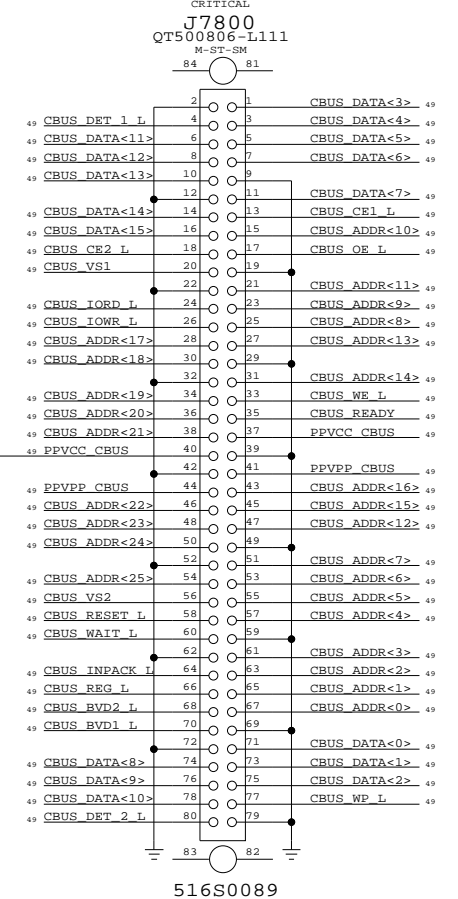 CRITICAL
J7800
QT500806-L111
M-ST-SM
84 81
2 1 CBUS_DATA<3> 49
49 CBUS_DET_1_L 4 3 CBUS_DATA<4> 49
49 CBUS_DATA<11> 6 5 CBUS_DATA<5> 49
49 CBUS_DATA<12> 8 7 CBUS_DATA<6> 49
49 CBUS_DATA<13> 10 9
12 11 CBUS_DATA<7> 49
49 CBUS_DATA<14> 14 13 CBUS_CE1_L 49
49 CBUS_DATA<15> 16 15 CBUS_ADDR<10> 49
49 CBUS_CE2_L 18 17 CBUS_OE_L 49
49 CBUS_VS1 20 19
22 21 CBUS_ADDR<11> 49
49 CBUS_IORD_L 24 23 CBUS_ADDR<9> 49
49 CBUS_IOWR_L 26 25 CBUS_ADDR<8> 49
49 CBUS_ADDR<17> 28 27 CBUS_ADDR<13> 49
49 CBUS_ADDR<18> 30 29
32 31 CBUS_ADDR<14> 49
49 CBUS_ADDR<19> 34 33 CBUS_WE_L 49
49 CBUS_ADDR<20> 36 35 CBUS_READY 49
49 CBUS_ADDR<21> 38 37 PPVCC_CBUS 49
49 PPVCC_CBUS 40 39
42 41 PPVPP_CBUS 49
49 PPVPP_CBUS 44 43 CBUS_ADDR<16> 49
49 CBUS_ADDR<22> 46 45 CBUS_ADDR<15> 49
49 CBUS_ADDR<23> 48 47 CBUS_ADDR<12> 49
49 CBUS_ADDR<24> 50 49
52 51 CBUS_ADDR<7> 49
49 CBUS_ADDR<25> 54 53 CBUS_ADDR<6> 49
49 CBUS_VS2 56 55 CBUS_ADDR<5> 49
49 CBUS_RESET_L 58 57 CBUS_ADDR<4> 49
49 CBUS_WAIT_L 60 59
62 61 CBUS_ADDR<3> 49
49 CBUS_INPACK_L 64 63 CBUS_ADDR<2> 49
49 CBUS_REG_L 66 65 CBUS_ADDR<1> 49
49 CBUS_BVD2_L 68 67 CBUS_ADDR<0> 49
49 CBUS_BVD1_L 70 69
72 71 CBUS_DATA<0> 49
49 CBUS_DATA<8> 74 73 CBUS_DATA<1> 49
49 CBUS_DATA<9> 76 75 CBUS_DATA<2> 49
49 CBUS_DATA<10> 78 77 CBUS_WP_L 49
49 CBUS_DET_2_L 80 79
83 82
516S0089